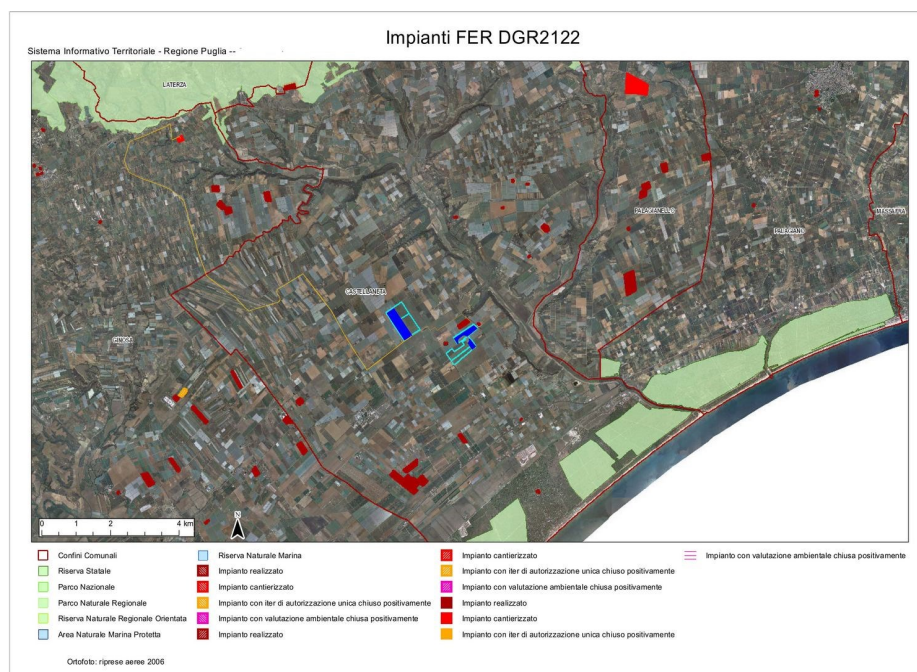 Impianti FER DGR2122
Sistema Informativo Territoriale - Regione Puglia --
LATERZA
PALAGIANELLO
MASSAFRA
PALAGIANO
CASTELLANETA
GINOSA
0 1 2 4 km
N
Confini Comunali
Riserva Statale
Parco Nazionale
Parco Naturale Regionale
Riserva Naturale Regionale Orientata
Area Naturale Marina Protetta
Riserva Naturale Marina
Impianto realizzato
Impianto cantierizzato
Impianto con iter di autorizzazione unica chiuso positivamente
Impianto con valutazione ambientale chiusa positivamente
Impianto realizzato
Impianto cantierizzato
Impianto con iter di autorizzazione unica chiuso positivamente
Impianto con valutazione ambientale chiusa positivamente
Impianto realizzato
Impianto cantierizzato
Impianto con iter di autorizzazione unica chiuso positivamente
Impianto con valutazione ambientale chiusa positivamente
Ortofoto: riprese aeree 2006